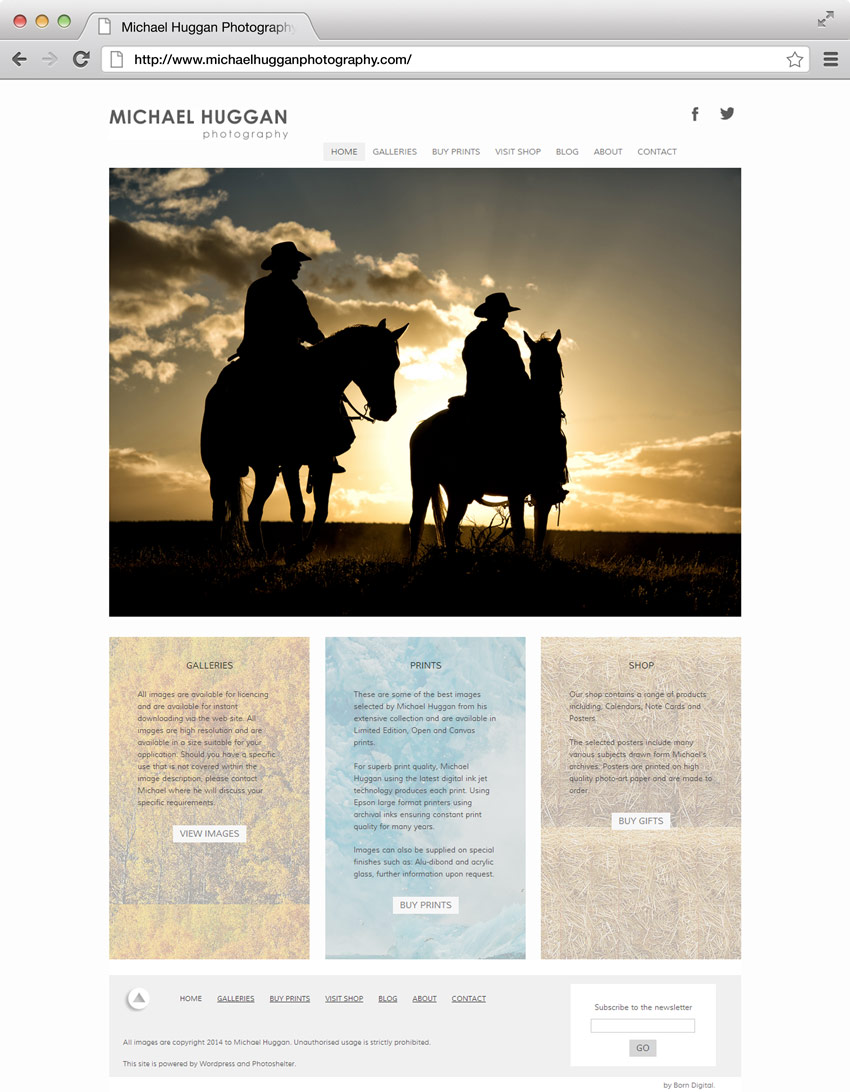 Michael Huggan Photography
http://www.michaelhugganphotography.com/
MICHAEL HUGGAN
photography
HOME GALLERIES BUY PRINTS VISIT SHOP BLOG ABOUT CONTACT
GALLERIES
All images are available for licencing
and are available for instant
downloading via the web site. All
images are high resolution and are
available in a size suitable for your
application. Should you have a specific
use that is not covered within the
image description, please contact
Michael where he will discuss your
specific requirements.
VIEW IMAGES
PRINTS
These are some of the best images
selected by Michael Huggan from his
extensive collection and are available in
Limited Edition, Open and Canvas
prints.
For superb print quality, Michael
Huggan using the latest digital ink jet
technology produces each print. Using
Epson large format printers using
archival inks ensuring constant print
quality for many years.
Images can also be supplied on special
finishes such as: Alu-dibond and acrylic
glass, further information upon request.
BUY PRINTS
SHOP
Our shop contains a range of products
including: Calendars, Note Cards and
Posters.
The selected posters include many
various subjects drawn form Michael's
archives. Posters are printed on high
quality photo-art paper and are made to
order.
BUY GIFTS
HOME GALLERIES BUY PRINTS VISIT SHOP BLOG ABOUT CONTACT
All images are copyright 2014 to Michael Huggan. Unauthorised usage is strictly prohibited.
This site is powered by Wordpress and Photoshelter.
Subscribe to the newsletter
GO
by Born Digital.